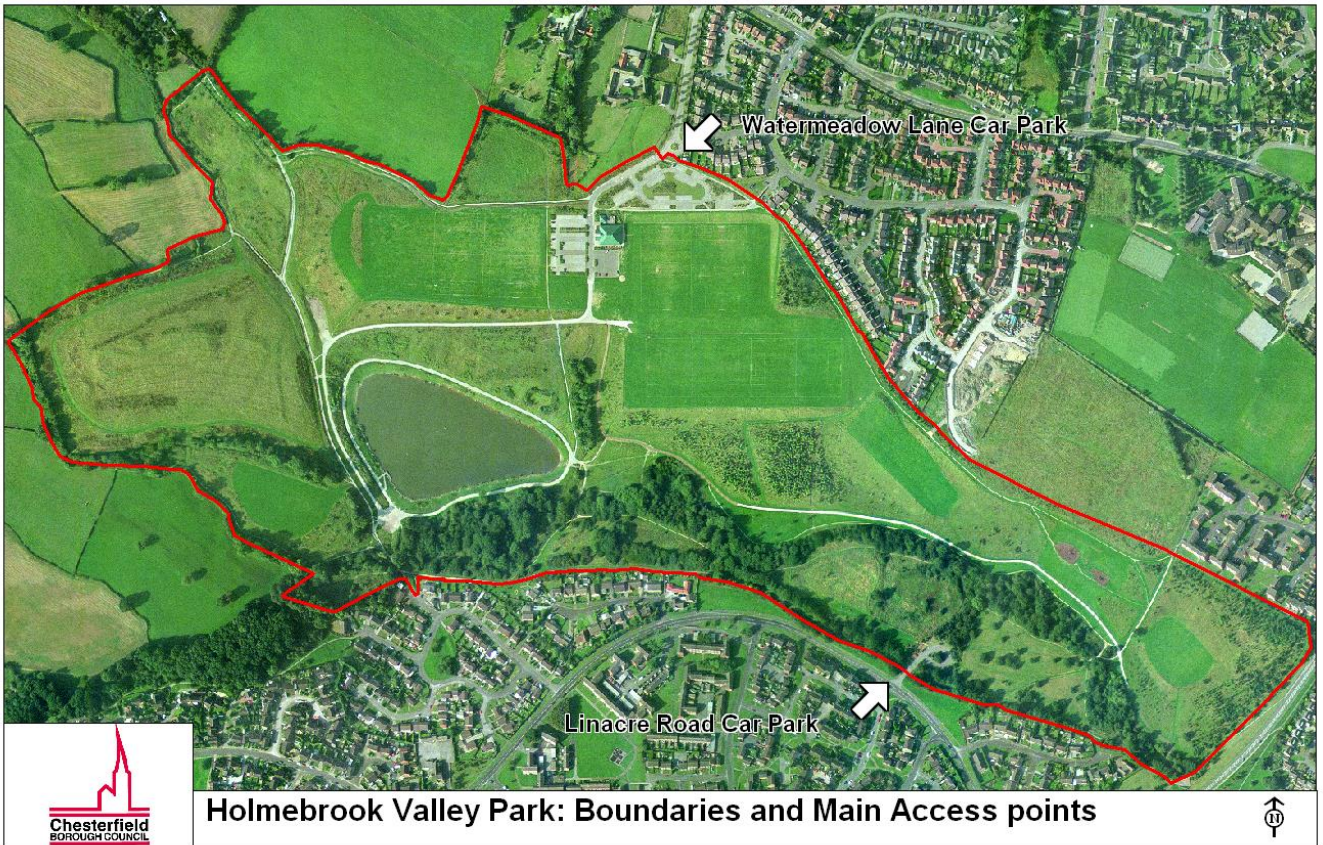 Watermeadow Lane Car Park
Linacre Road Car Park
Chesterfield
BOROUGH COUNCIL
Holmebrook Valley Park: Boundaries and Main Access points
N